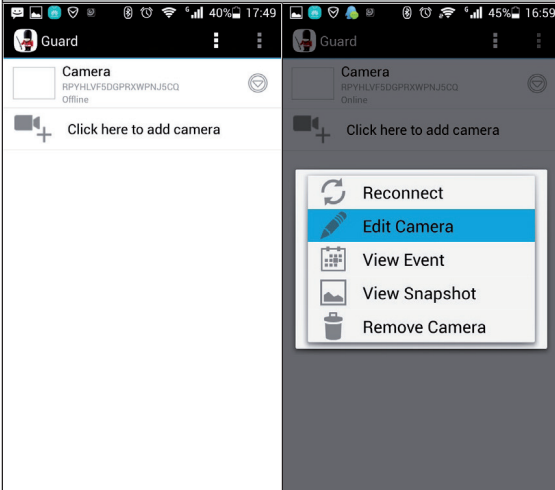 40% 17:49
Guard
Camera
RPYHLVF5DGPRXWPNJ5CQ
Offline
Click here to add camera
45% 16:59
Guard
Camera
RPYHLVF5DGPRXWPNJ5CQ
Online
Click here to add camera
Reconnect
Edit Camera
View Event
View Snapshot
Remove Camera